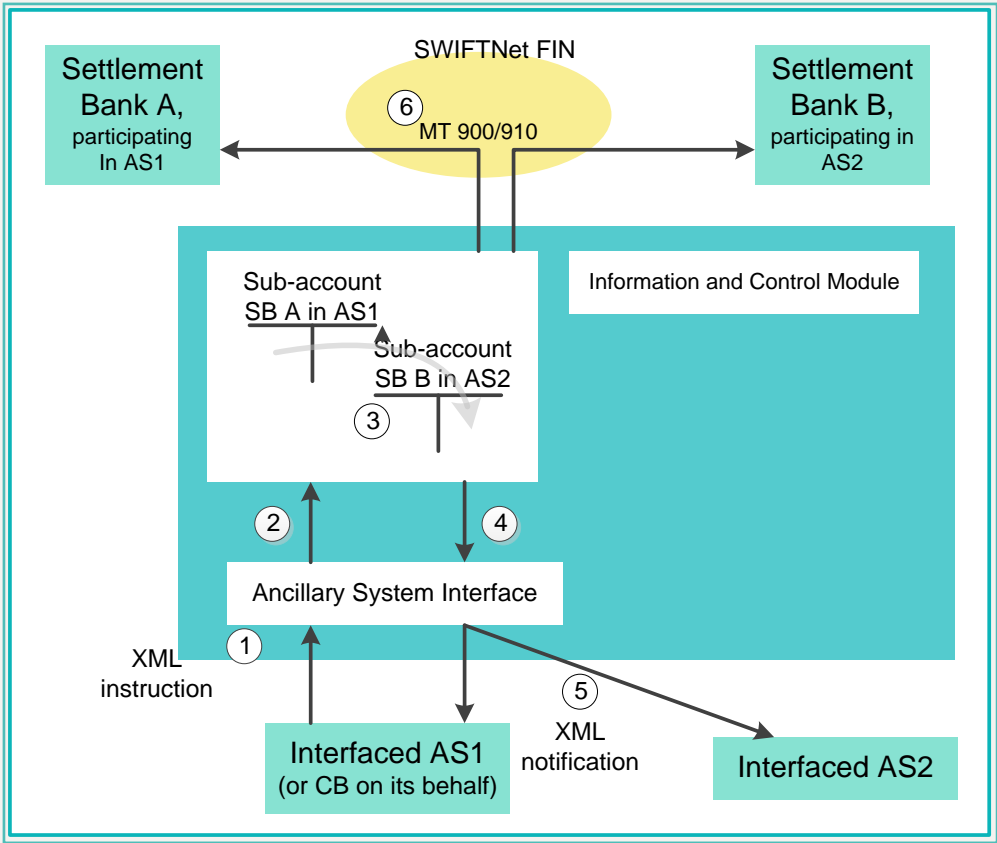 SWIFTNet FIN
Settlement
Bank A,
participating
In AS1
6
MT 900/910
Settlement
Bank B,
participating in
AS2
Sub-account
SB A in AS1
Sub-account
SB B in AS2
3
Information and Control Module
2
4
Ancillary System Interface
1
XML
instruction
5
XML
notification
Interfaced AS1
(or CB on its behalf)
Interfaced AS2